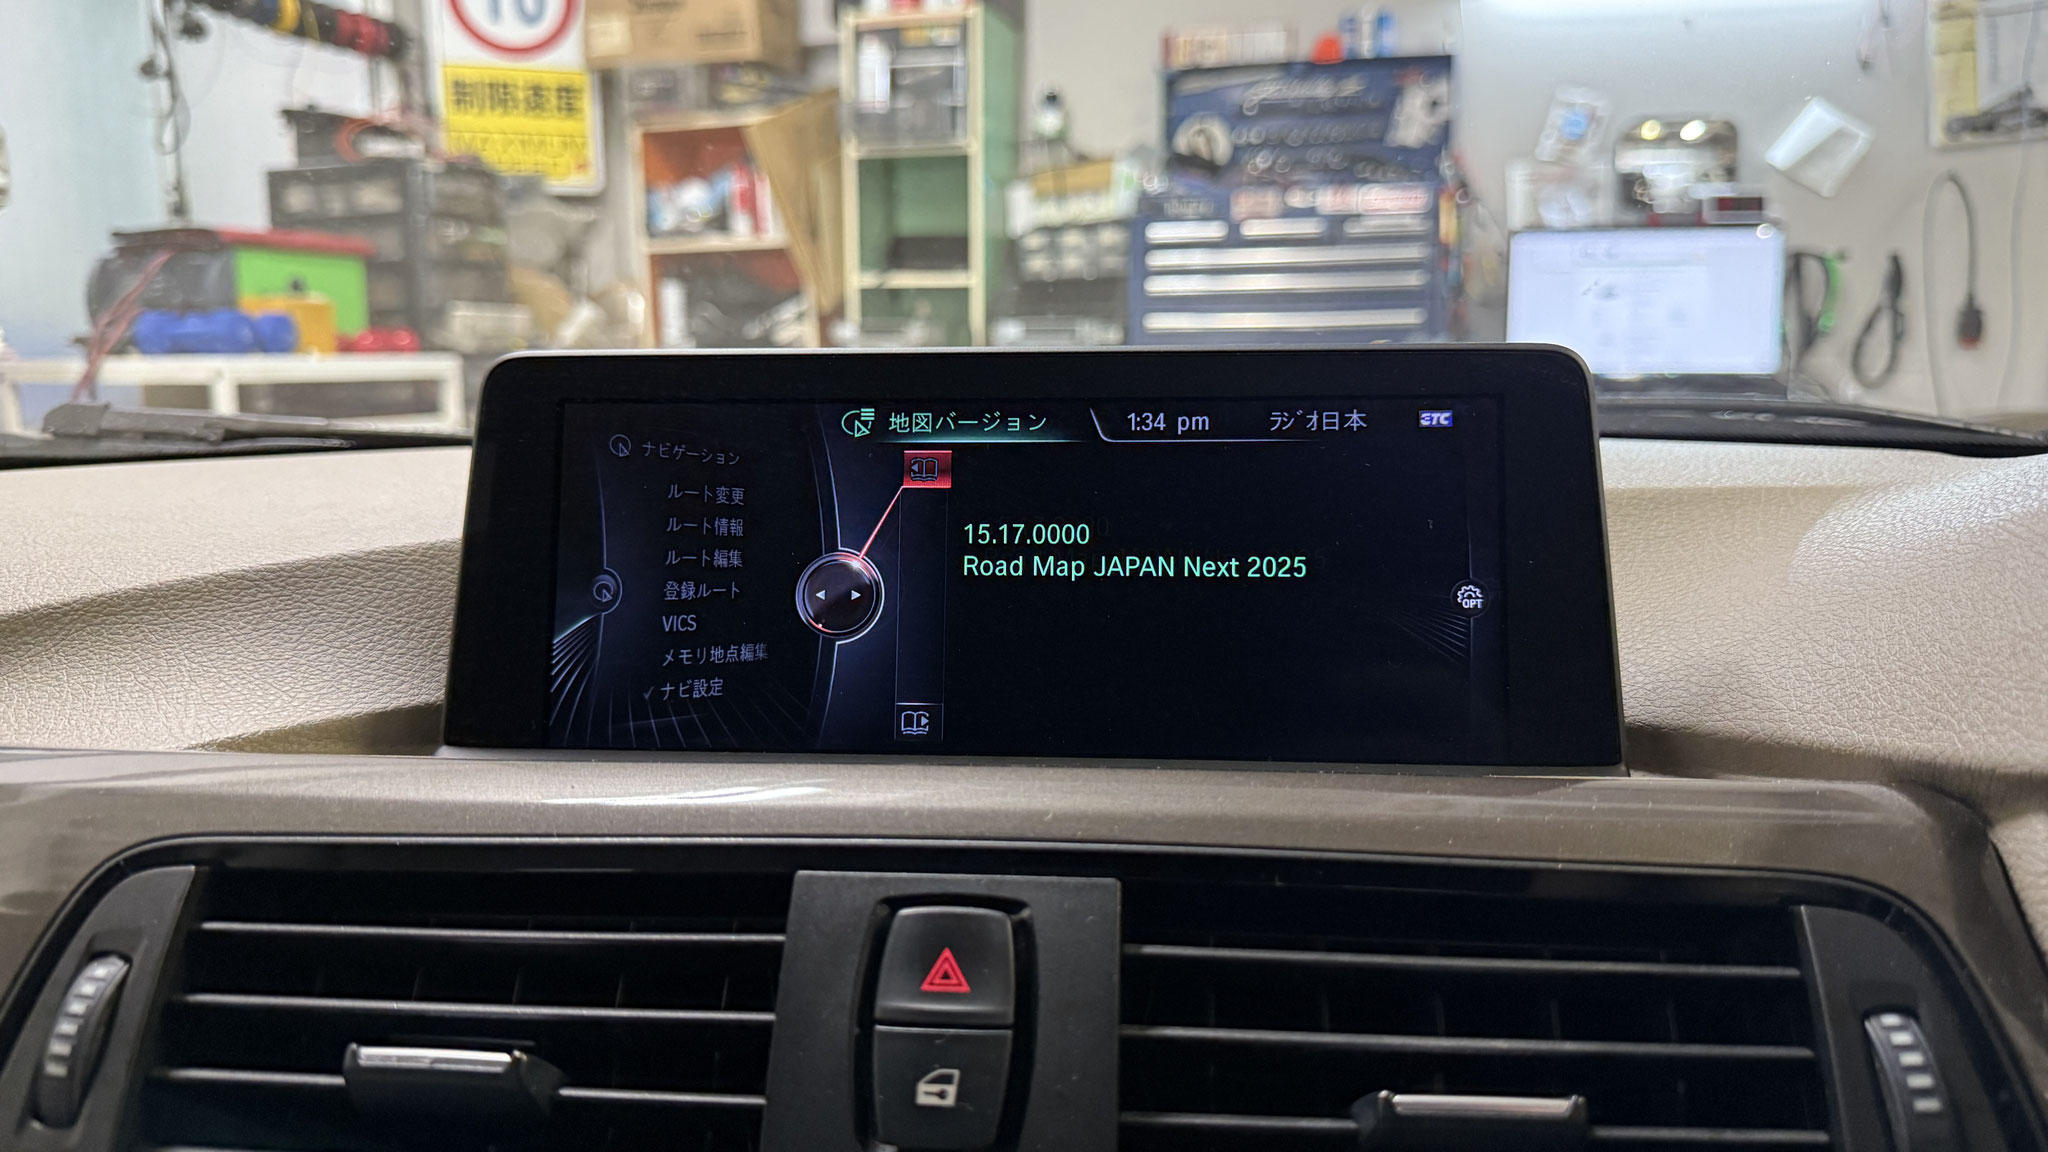 10
制限速度
地図バージョン
1:34 pm
ラジオ日本
ETC
ナビゲーション
ルート変更
ルート情報
ルート編集
登録ルート
VICS
メモリ地点編集
✓ ナビ設定
15.17.0000
Road Map JAPAN Next 2025
OPT